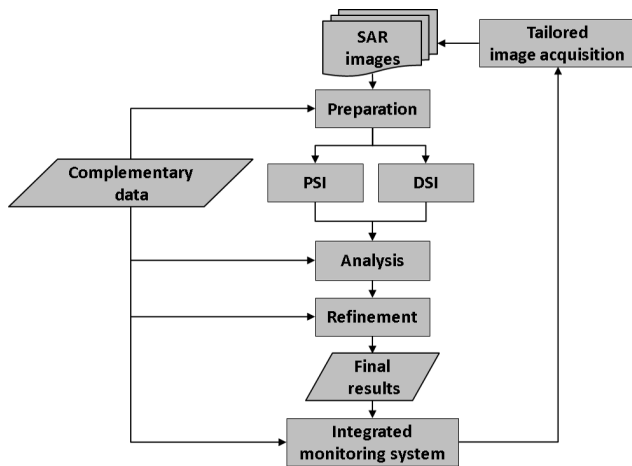 SAR
images
Tailored
image acquisition
Preparation
Complementary
data
PSI
DSI
Analysis
Refinement
Final
results
Integrated
monitoring system